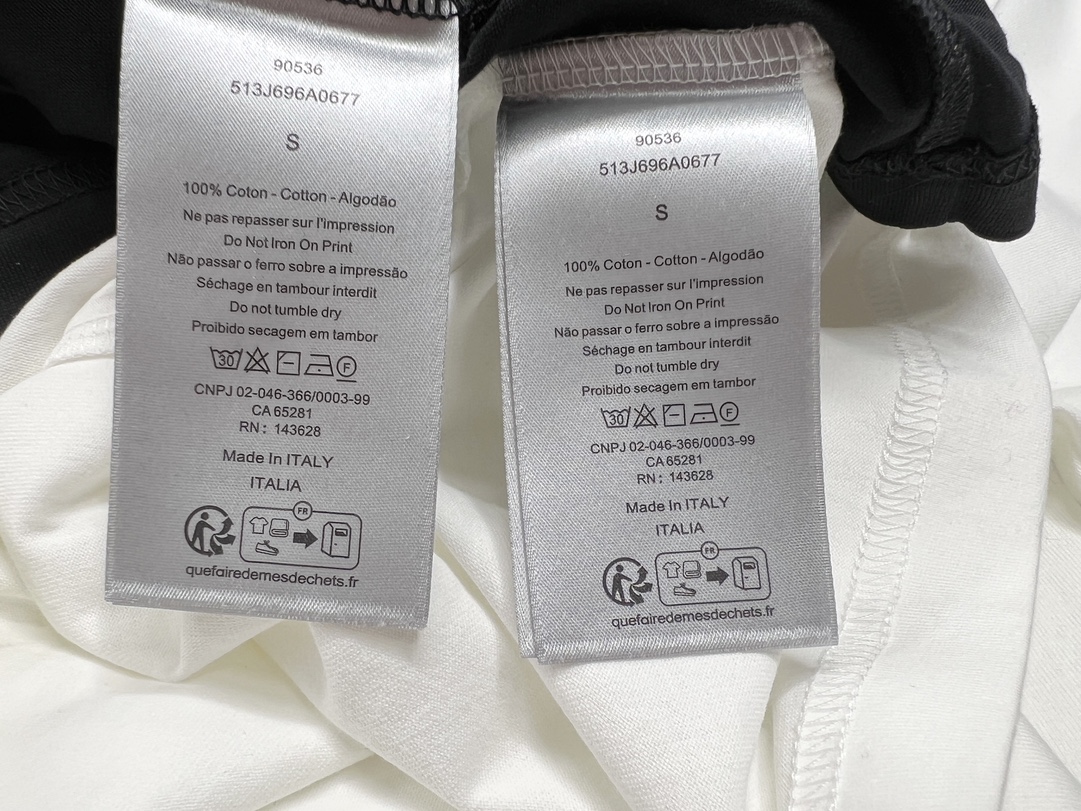 90536
513J696A0677
S
100% Coton - Cotton - Algodão
Ne pas repasser sur l'impression
Do Not Iron On Print
Não passar o ferro sobre a impressão
Séchage en tambour interdit
Do not tumble dry
Proibido secagem em tambor
30 F
CNPJ 02-046-366/0003-99
CA 65281
RN: 143628
Made In ITALY
ITALIA
FR
quefairedemesdechets.fr
90536
513J696A0677
S
100% Coton - Cotton - Algodão
Ne pas repasser sur l'impression
Do Not Iron On Print
Não passar o ferro sobre a impressão
Séchage en tambour interdit
Do not tumble dry
Proibido secagem em tambor
30 F
CNPJ 02-046-366/0003-99
CA 65281
RN: 143628
Made In ITALY
ITALIA
FR
quefairedemesdechets.fr